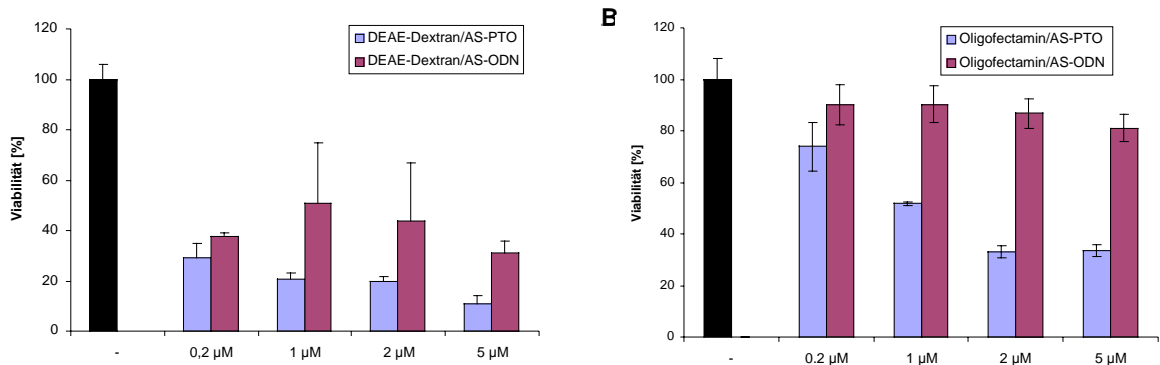 120
100
80
60
40
20
0
Viabilität [%]
DEAE-Dextran/AS-PTO
DEAE-Dextran/AS-ODN
- 0,2 µM 1 µM 2 µM 5 µM
B
120
100
80
60
40
20
0
Viabilität [%]
Oligofectamin/AS-PTO
Oligofectamin/AS-ODN
- 0.2 µM 1 µM 2 µM 5 µM